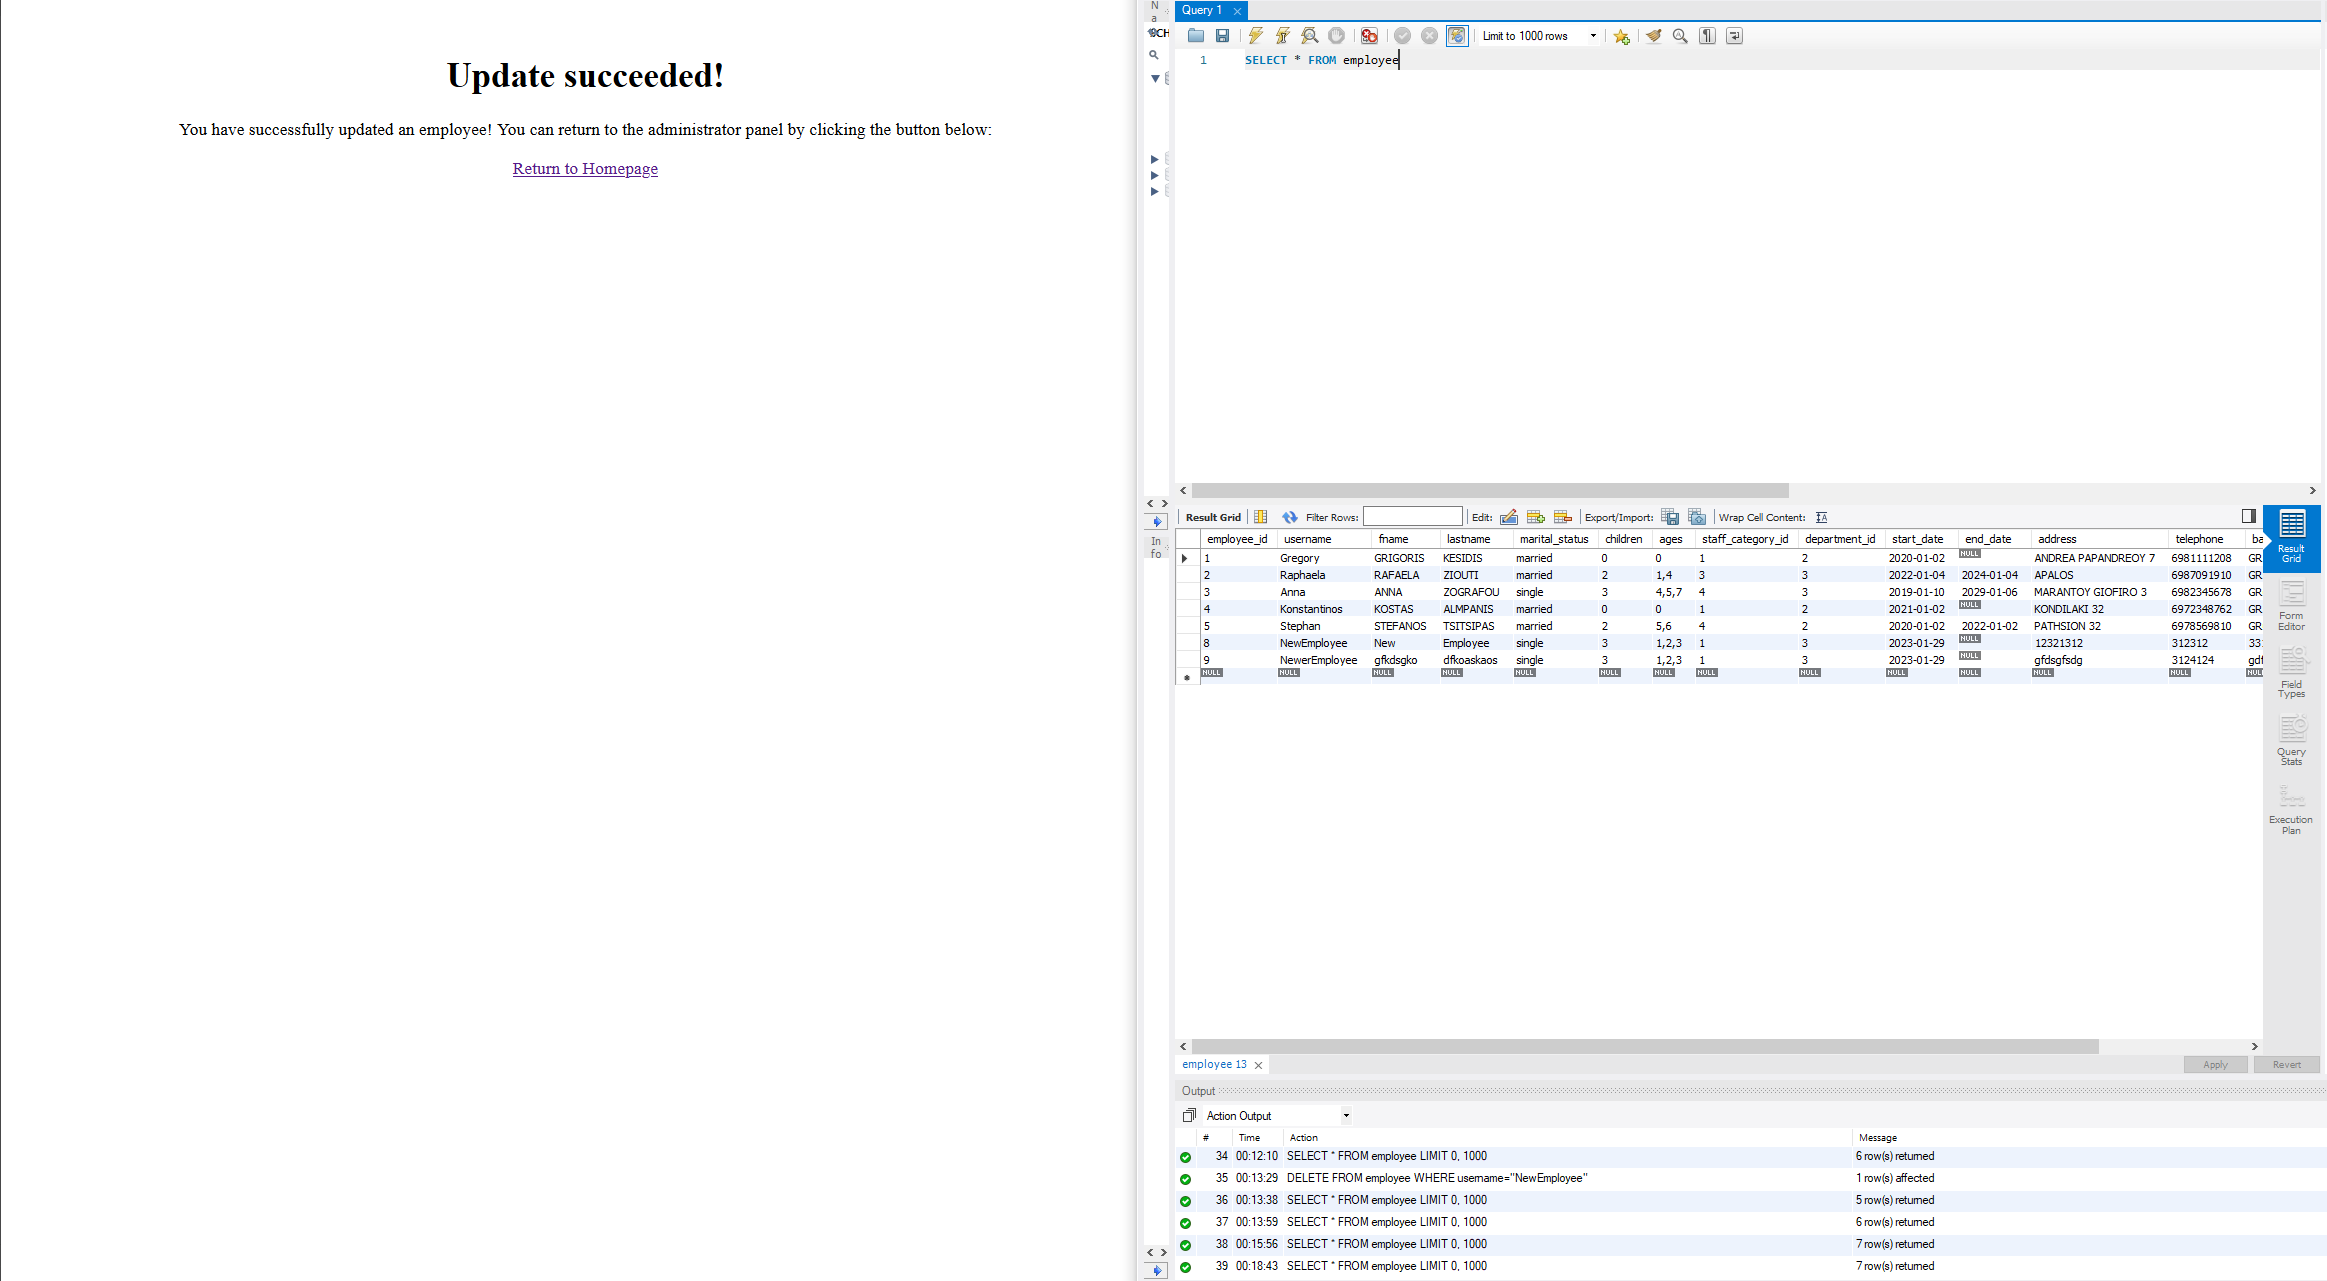 Update succeeded!
You have successfully updated an employee! You can return to the administrator panel by clicking the button below:
Return to Homepage
N
a
SCH
In
fo
Query 1
Limit to 1000 rows
1 SELECT * FROM employee
Result Grid Filter Rows: Edit: Export/Import: Wrap Cell Content:
employee_id username fname lastname marital_status children ages staff_category_id department_id start_date end_date address telephone ba
1 Gregory GRIGORIS KESIDIS married 0 0 1 2 2020-01-02 NULL ANDREA PAPANDREOY 7 6981111208 GR
2 Raphaela RAFAELA ZIOUTI married 2 1,4 3 3 2022-01-04 2024-01-04 APALOS 6987091910 GR
3 Anna ANNA ZOGRAFOU single 3 4,5,7 4 3 2019-01-10 2029-01-06 MARANTOY GIOFIRO 3 6982345678 GR
4 Konstantinos KOSTAS ALMPANIS married 0 0 1 2 2021-01-02 NULL KONDILAKI 32 6972348762 GR
5 Stephan STEFANOS TSITSIPAS married 2 5,6 4 2 2020-01-02 2022-01-02 PATHSION 32 6978569810 GR
8 NewEmployee New Employee single 3 1,2,3 1 3 2023-01-29 NULL 12321312 312312 33
9 NewerEmployee gfkdsgko dfkoaskaos single 3 1,2,3 1 3 2023-01-29 NULL gfdsgfsdg 3124124 gdf
NULL NULL NULL NULL NULL NULL NULL NULL NULL NULL NULL NULL NULL NULL
Result
Grid
Form
Editor
Field
Types
Query
Stats
Execution
Plan
employee 13
Apply Revert
Output
Action Output
# Time Action Message
34 00:12:10 SELECT * FROM employee LIMIT 0, 1000 6 row(s) returned
35 00:13:29 DELETE FROM employee WHERE username="NewEmployee" 1 row(s) affected
36 00:13:38 SELECT * FROM employee LIMIT 0, 1000 5 row(s) returned
37 00:13:59 SELECT * FROM employee LIMIT 0, 1000 6 row(s) returned
38 00:15:56 SELECT * FROM employee LIMIT 0, 1000 7 row(s) returned
39 00:18:43 SELECT * FROM employee LIMIT 0, 1000 7 row(s) returned